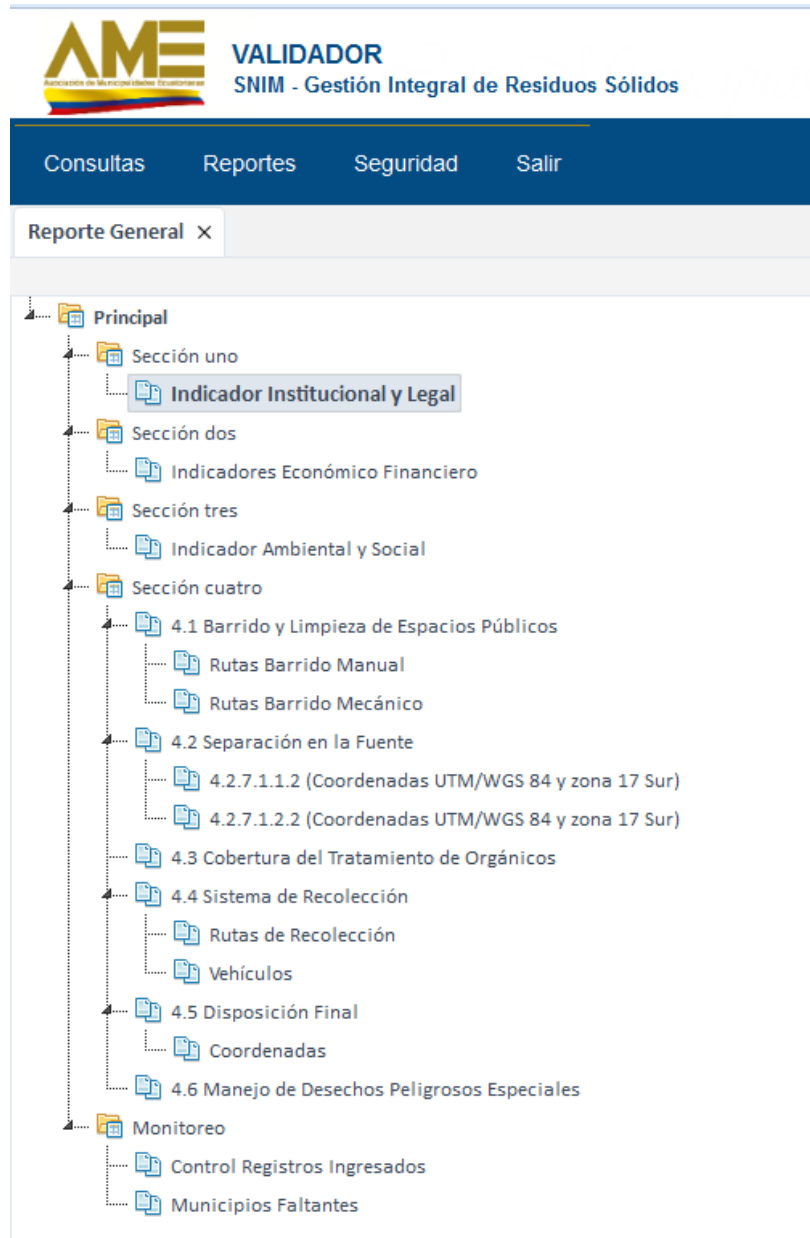 AME
Asociación de Municipalidades Ecuatorianas
VALIDADOR
SNIM - Gestión Integral de Residuos Sólidos
Consultas Reportes Seguridad Salir
Reporte General ×
Principal
Sección uno
Indicador Institucional y Legal
Sección dos
Indicadores Económico Financiero
Sección tres
Indicador Ambiental y Social
Sección cuatro
4.1 Barrido y Limpieza de Espacios Públicos
Rutas Barrido Manual
Rutas Barrido Mecánico
4.2 Separación en la Fuente
4.2.7.1.1.2 (Coordenadas UTM/WGS 84 y zona 17 Sur)
4.2.7.1.2.2 (Coordenadas UTM/WGS 84 y zona 17 Sur)
4.3 Cobertura del Tratamiento de Orgánicos
4.4 Sistema de Recolección
Rutas de Recolección
Vehículos
4.5 Disposición Final
Coordenadas
4.6 Manejo de Desechos Peligrosos Especiales
Monitoreo
Control Registros Ingresados
Municipios Faltantes